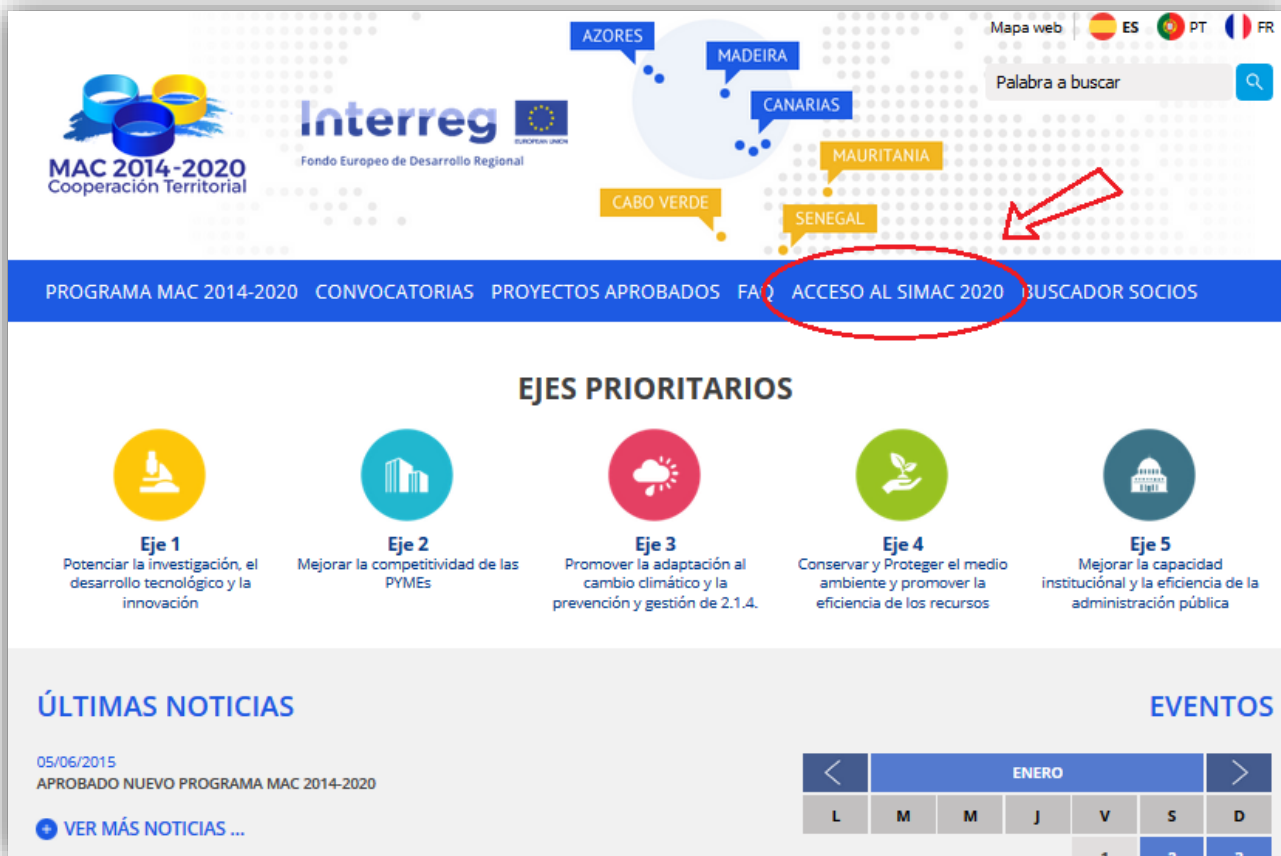 Mapa web
ES
PT
FR
Palabra a buscar
AZORES
MADEIRA
CANARIAS
MAURITANIA
CABO VERDE
SENEGAL
MAC 2014-2020
Cooperación Territorial
Interreg
EUROPEAN UNION
Fondo Europeo de Desarrollo Regional
PROGRAMA MAC 2014-2020 CONVOCATORIAS PROYECTOS APROBADOS FAQ ACCESO AL SIMAC 2020 BUSCADOR SOCIOS
EJES PRIORITARIOS
Eje 1
Potenciar la investigación, el
desarrollo tecnológico y la
innovación
Eje 2
Mejorar la competitividad de las
PYMEs
Eje 3
Promover la adaptación al
cambio climático y la
prevención y gestión de 2.1.4.
Eje 4
Conservar y Proteger el medio
ambiente y promover la
eficiencia de los recursos
Eje 5
Mejorar la capacidad
instituciónal y la eficiencia de la
administración pública
ÚLTIMAS NOTICIAS
05/06/2015
APROBADO NUEVO PROGRAMA MAC 2014-2020
VER MÁS NOTICIAS ...
EVENTOS
ENERO
L M M J V S D
1 2 3